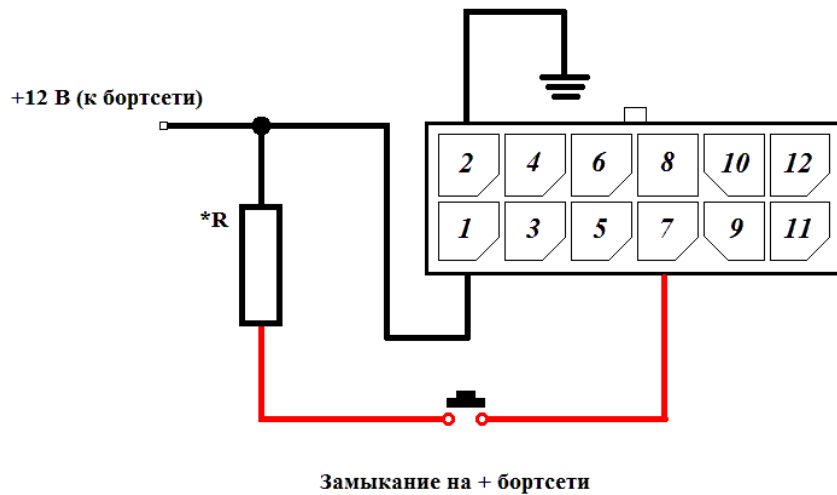 +12 В (к бортсети)
*R
2 4 6 8 10 12
1 3 5 7 9 11
Замыкание на + бортсети